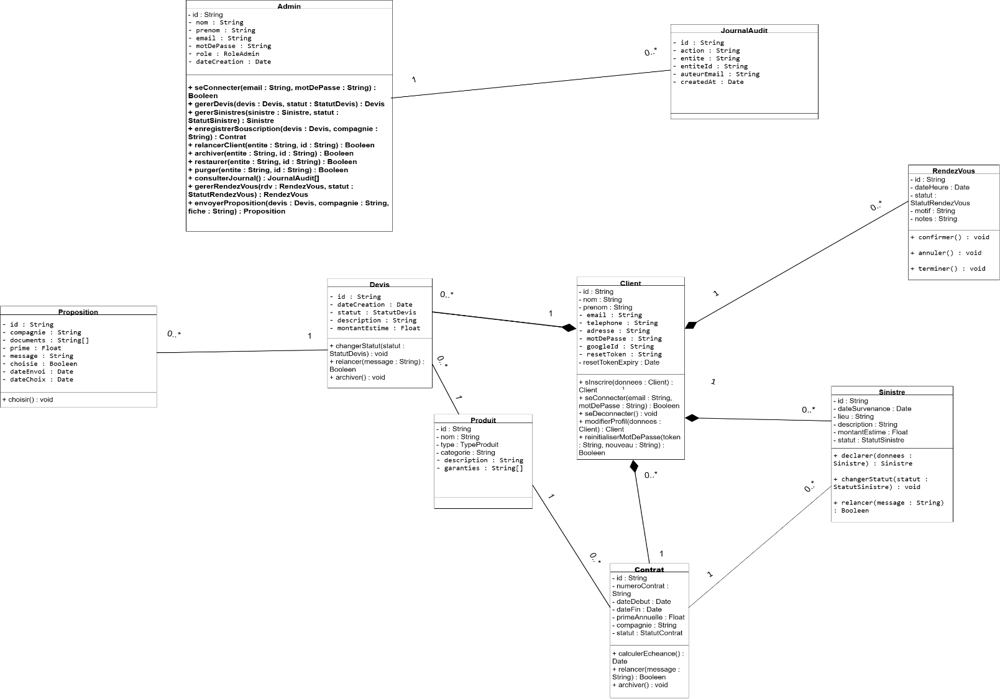 Admin
- id : String
- nom : String
- prenom : String
- email : String
- motDePasse : String
- role : RoleAdmin
- dateCreation : Date
+ seConnecter(email : String, motDePasse : String) :
Booleen
+ gererDevis(devis : Devis, statut : StatutDevis) : Devis
+ gererSinistres(sinistre : Sinistre, statut :
StatutSinistre) : Sinistre
+ enregistrerSouscription(devis : Devis, compagnie :
String) : Contrat
+ relancerClient(entite : String, id : String) : Booleen
+ archiver(entite : String, id : String) : Booleen
+ restaurer(entite : String, id : String) : Booleen
+ purger(entite : String, id : String) : Booleen
+ consulterJournal() : JournalAudit[]
+ gererRendezVous(rdv : RendezVous, statut :
StatutRendezVous) : RendezVous
+ envoyerProposition(devis : Devis, compagnie : String,
fiche : String) : Proposition
1
0..*
JournalAudit
- id : String
- action : String
- entite : String
- entiteId : String
- auteurEmail : String
- createdAt : Date
RendezVous
- id : String
- dateHeure : Date
- statut :
StatutRendezVous
- motif : String
- notes : String
+ confirmer() : void
+ annuler() : void
+ terminer() : void
0..*
1
Proposition
- id : String
- compagnie : String
- documents : String[]
- prime : Float
- message : String
- choisie : Booleen
- dateEnvoi : Date
- dateChoix : Date
+ choisir() : void
0..*
1
Devis
- id : String
- dateCreation : Date
- statut : StatutDevis
- description : String
- montantEstime : Float
+ changerStatut(statut :
StatutDevis) : void
+ relancer(message : String) :
Booleen
+ archiver() : void
0..*
1
0..*
1
Client
- id : String
- nom : String
- prenom : String
- email : String
- telephone : String
- adresse : String
- motDePasse : String
- googleId : String
- resetToken : String
- resetTokenExpiry : Date
+ sInscrire(donnees : Client) :
Client
1
+ seConnecter(email : String,
motDePasse : String) : Booleen
+ seDeconnecter() : void
+ modifierProfil(donnees :
Client) : Client
+ reinitialiserMotDePasse(token
: String, nouveau : String) :
Booleen
1
0..*
Sinistre
- id : String
- dateSurvenance : Date
- lieu : String
- description : String
- montantEstime : Float
- statut : StatutSinistre
+ declarer(donnees :
Sinistre) : Sinistre
+ changerStatut(statut :
StatutSinistre) : void
+ relancer(message : String)
: Booleen
Produit
- id : String
- nom : String
- type : TypeProduit
- categorie : String
- description : String
- garanties : String[]
1
0..*
0..*
1
0..*
1
Contrat
- id : String
- numeroContrat :
String
- dateDebut : Date
- dateFin : Date
- primeAnnuelle : Float
- compagnie : String
- statut : StatutContrat
+ calculerEcheance() :
Date
+ relancer(message :
String) : Booleen
+ archiver() : void